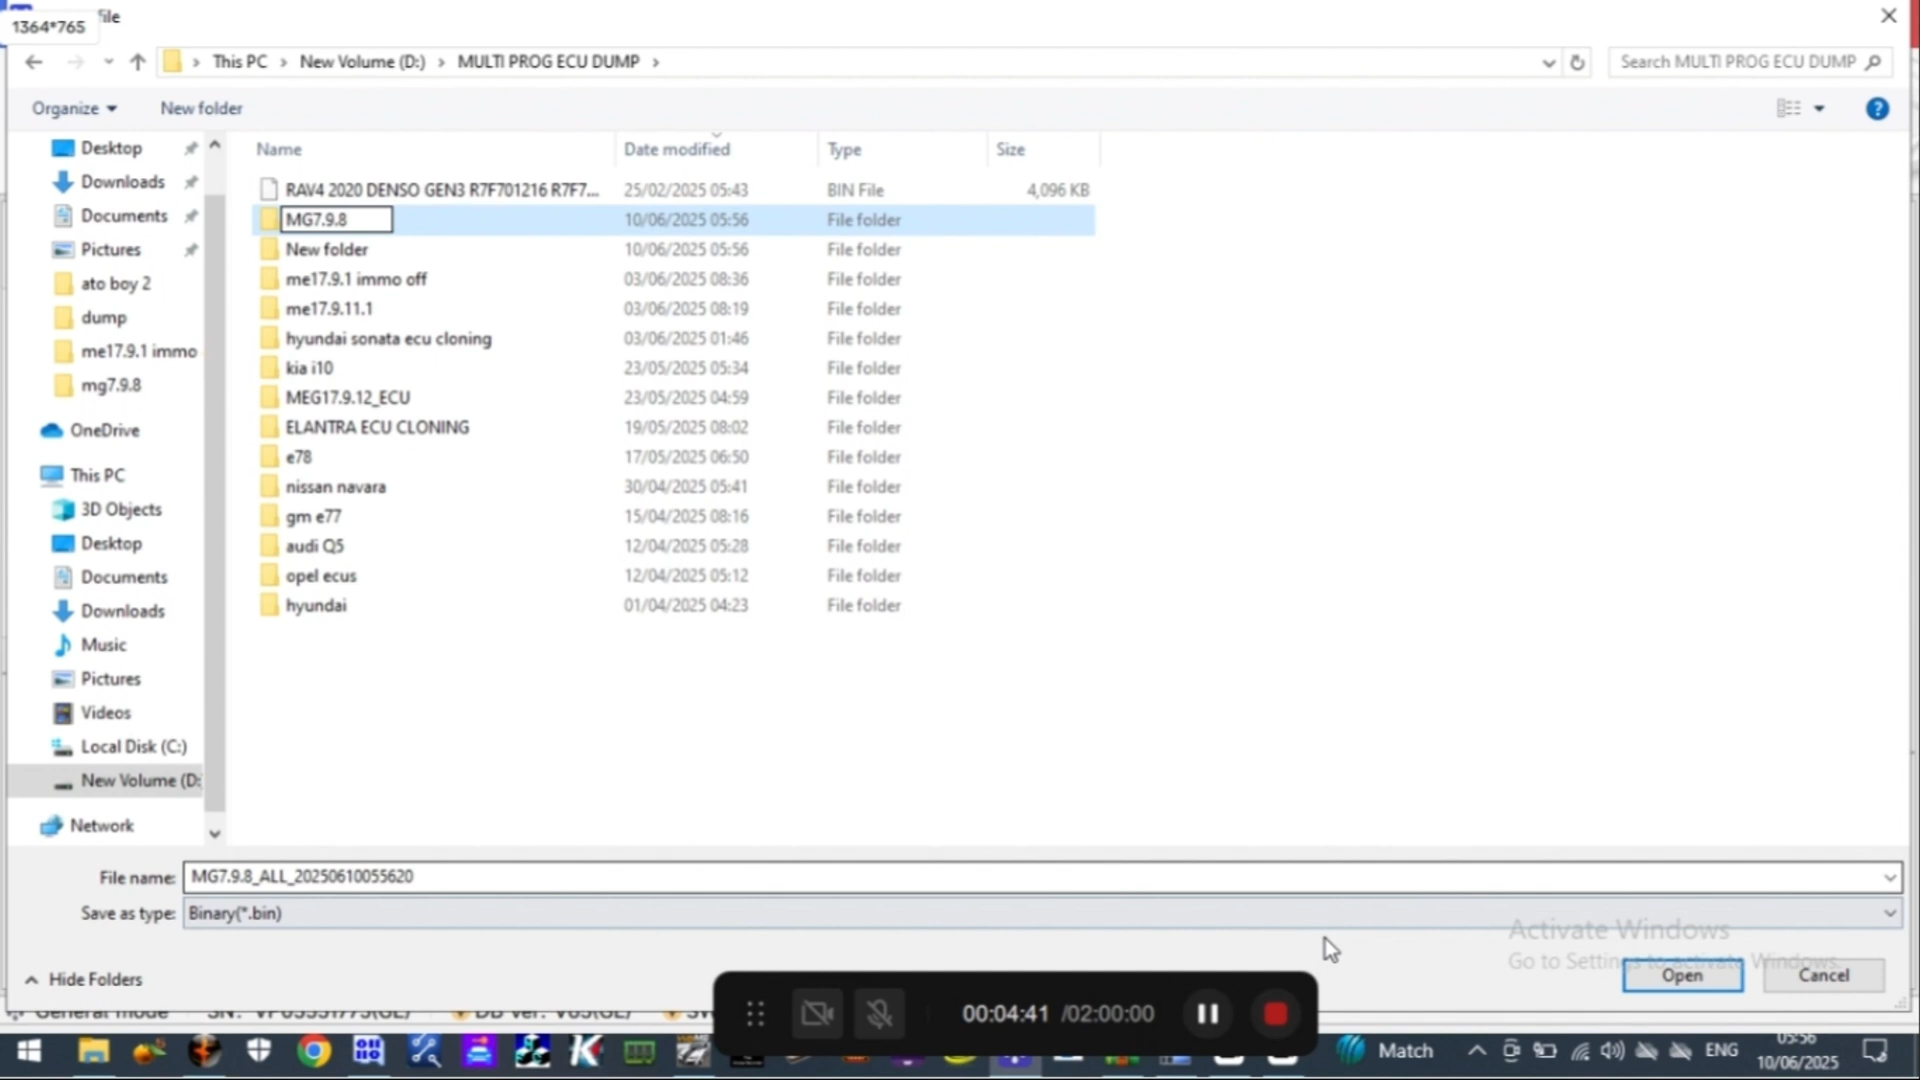 file
1364*765
This PC > New Volume (D:) > MULTI PROG ECU DUMP >
Search MULTI PROG ECU DUMP
Organize
New folder
Name
Date modified
Type
Size
RAV4 2020 DENSO GEN3 R7F701216 R7F7... 25/02/2025 05:43 BIN File 4,096 KB
MG7.9.8 10/06/2025 05:56 File folder
New folder 10/06/2025 05:56 File folder
me17.9.1 immo off 03/06/2025 08:36 File folder
me17.9.11.1 03/06/2025 08:19 File folder
hyundai sonata ecu cloning 03/06/2025 01:46 File folder
kia i10 23/05/2025 05:34 File folder
MEG17.9.12_ECU 23/05/2025 04:59 File folder
ELANTRA ECU CLONING 19/05/2025 08:02 File folder
e78 17/05/2025 06:50 File folder
nissan navara 30/04/2025 05:41 File folder
gm e77 15/04/2025 08:16 File folder
audi Q5 12/04/2025 05:28 File folder
opel ecus 12/04/2025 05:12 File folder
hyundai 01/04/2025 04:23 File folder
Desktop
Downloads
Documents
Pictures
ato boy 2
dump
me17.9.1 immo
mg7.9.8
OneDrive
This PC
3D Objects
Desktop
Documents
Downloads
Music
Pictures
Videos
Local Disk (C:)
New Volume (D:
Network
File name: MG7.9.8_ALL_20250610055620
Save as type: Binary(*.bin)
Activate Windows
Go to Settings to activate Windows.
Hide Folders
Open
Cancel
00:04:41 /02:00:00
General mode
Match
ENG
05:56
10/06/2025